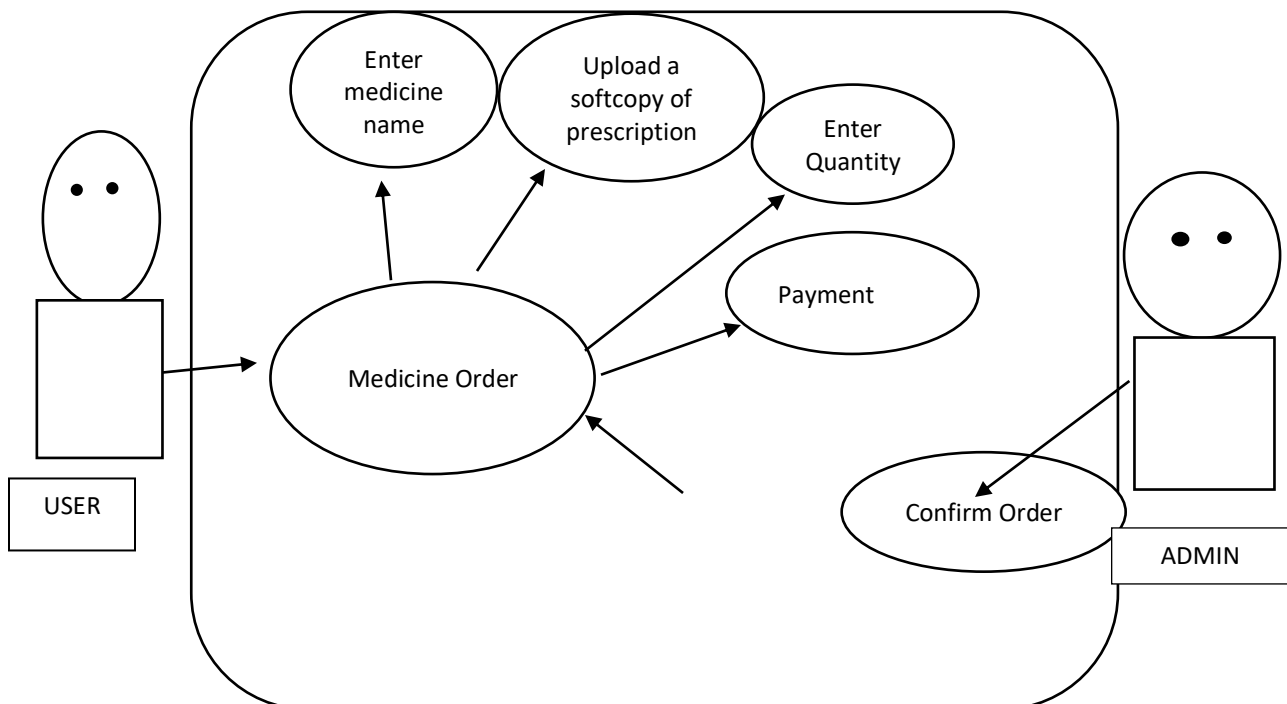 Enter
medicine
name
Upload a
softcopy of
prescription
Enter
Quantity
Payment
Medicine Order
USER
Confirm Order
ADMIN